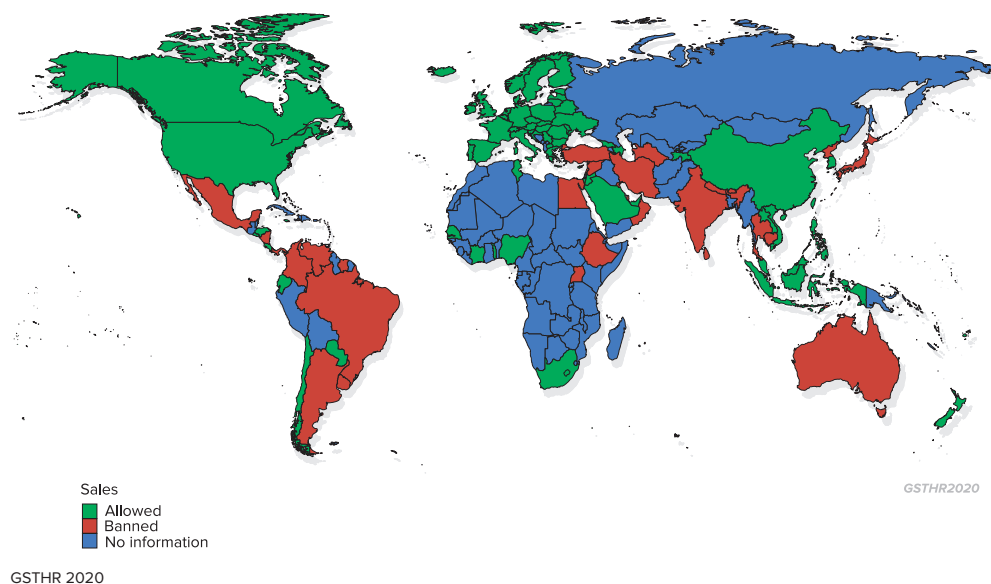 GSTHR2020
Sales
Allowed
Banned
No information
GSTHR 2020